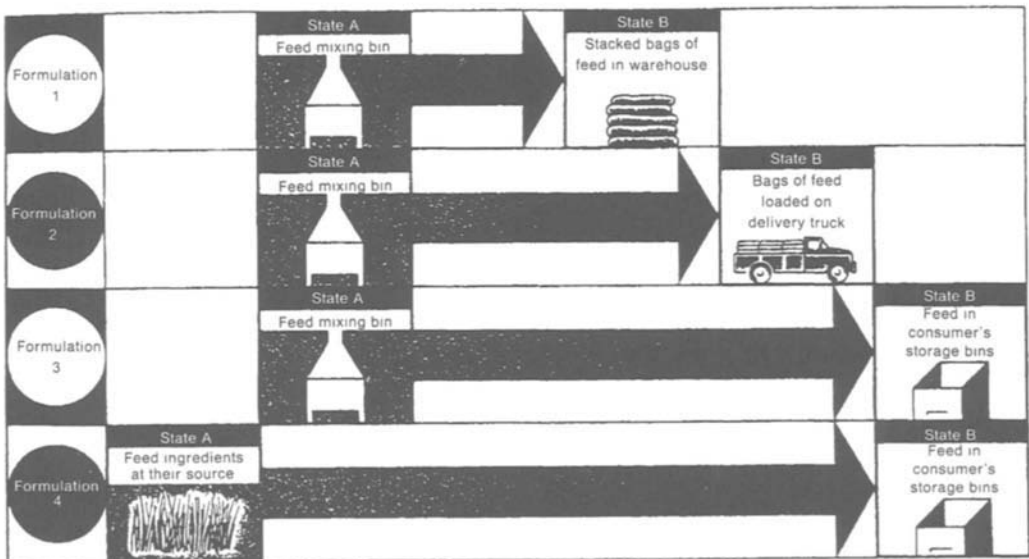 Formulation
1
State A
Feed mixing bin
State B
Stacked bags of
feed in warehouse
Formulation
2
State A
Feed mixing bin
State B
Bags of feed
loaded on
delivery truck
Formulation
3
State A
Feed mixing bin
State B
Feed in
consumer's
storage bins
Formulation
4
State A
Feed ingredients
at their source
State B
Feed in
consumer's
storage bins